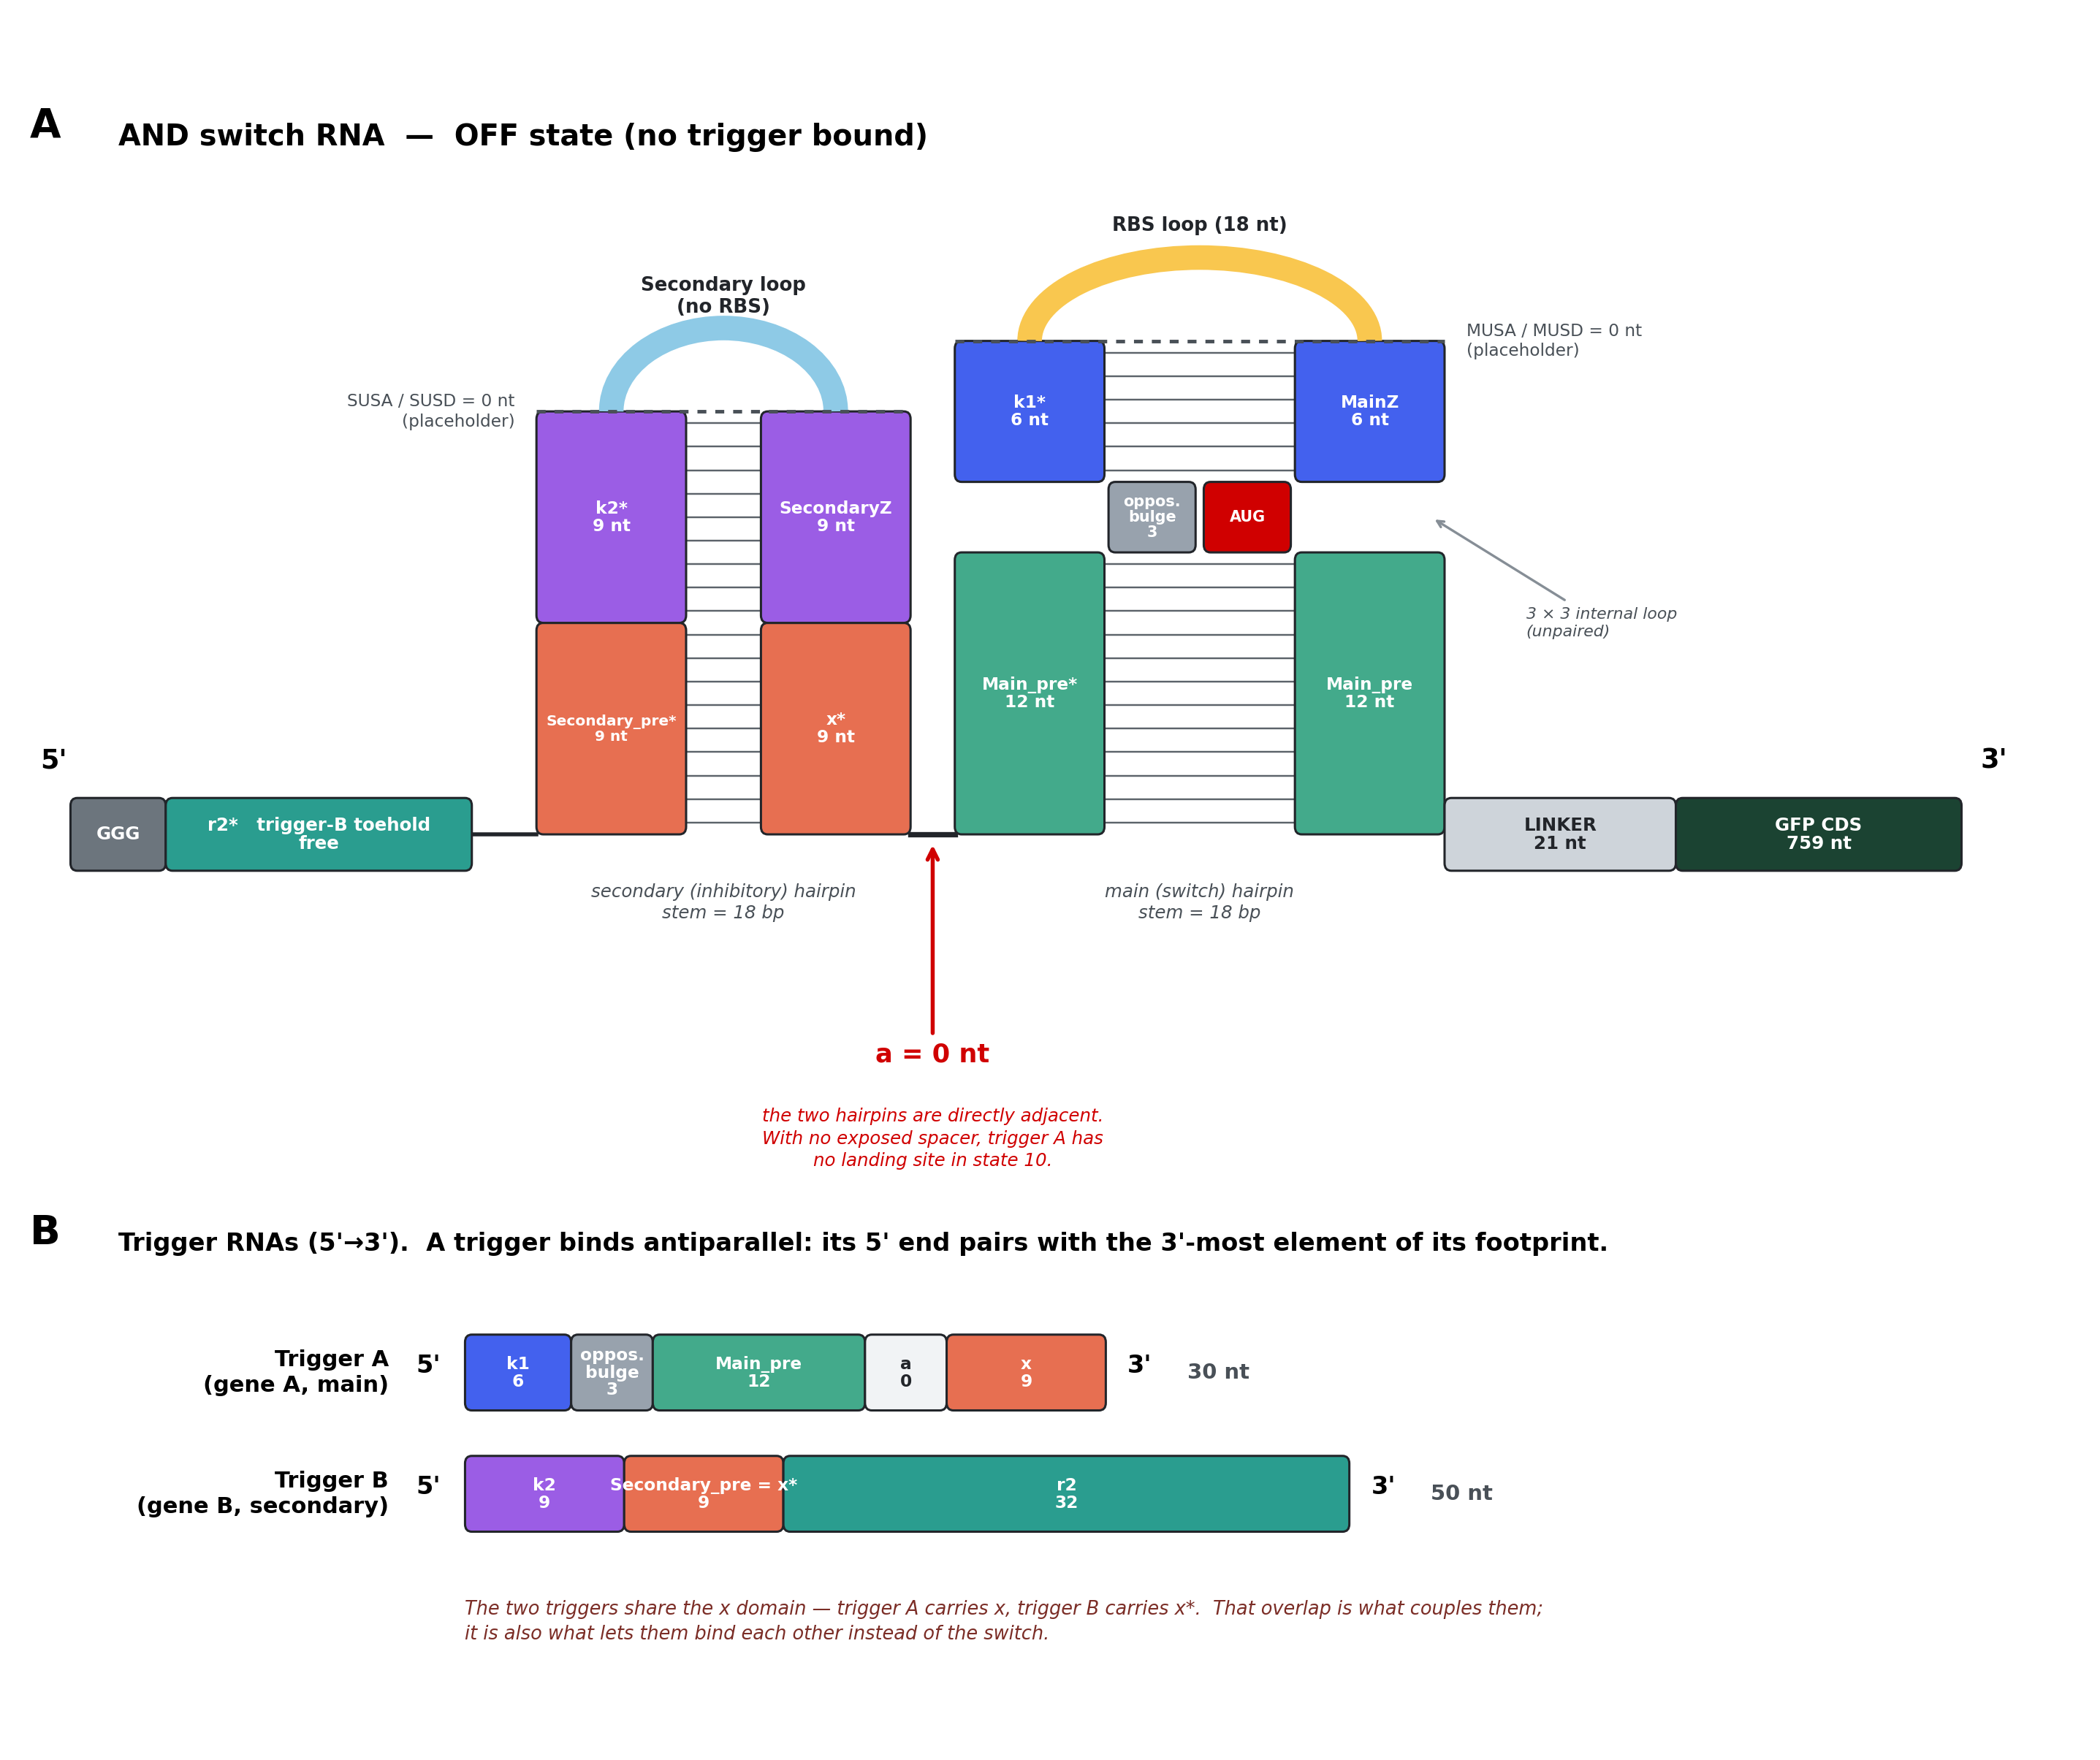 A
AND switch RNA — OFF state (no trigger bound)
RBS loop (18 nt)
Secondary loop
(no RBS)
MUSA / MUSD = 0 nt
(placeholder)
SUSA / SUSD = 0 nt
(placeholder)
k1*
6 nt
MainZ
6 nt
k2*
9 nt
SecondaryZ
9 nt
oppos.
bulge
3
AUG
3 × 3 internal loop
(unpaired)
Secondary_pre*
9 nt
x*
9 nt
Main_pre*
12 nt
Main_pre
12 nt
5'
3'
GGG
r2* trigger-B toehold
free
LINKER
21 nt
GFP CDS
759 nt
secondary (inhibitory) hairpin
stem = 18 bp
main (switch) hairpin
stem = 18 bp
a = 0 nt
the two hairpins are directly adjacent.
With no exposed spacer, trigger A has
no landing site in state 10.
B
Trigger RNAs (5'→3'). A trigger binds antiparallel: its 5' end pairs with the 3'-most element of its footprint.
Trigger A
(gene A, main)
5'
k1
6
oppos.
bulge
3
Main_pre
12
a
0
x
9
3'
30 nt
Trigger B
(gene B, secondary)
5'
k2
9
Secondary_pre = x*
9
r2
32
3'
50 nt
The two triggers share the x domain — trigger A carries x, trigger B carries x*. That overlap is what couples them;
it is also what lets them bind each other instead of the switch.